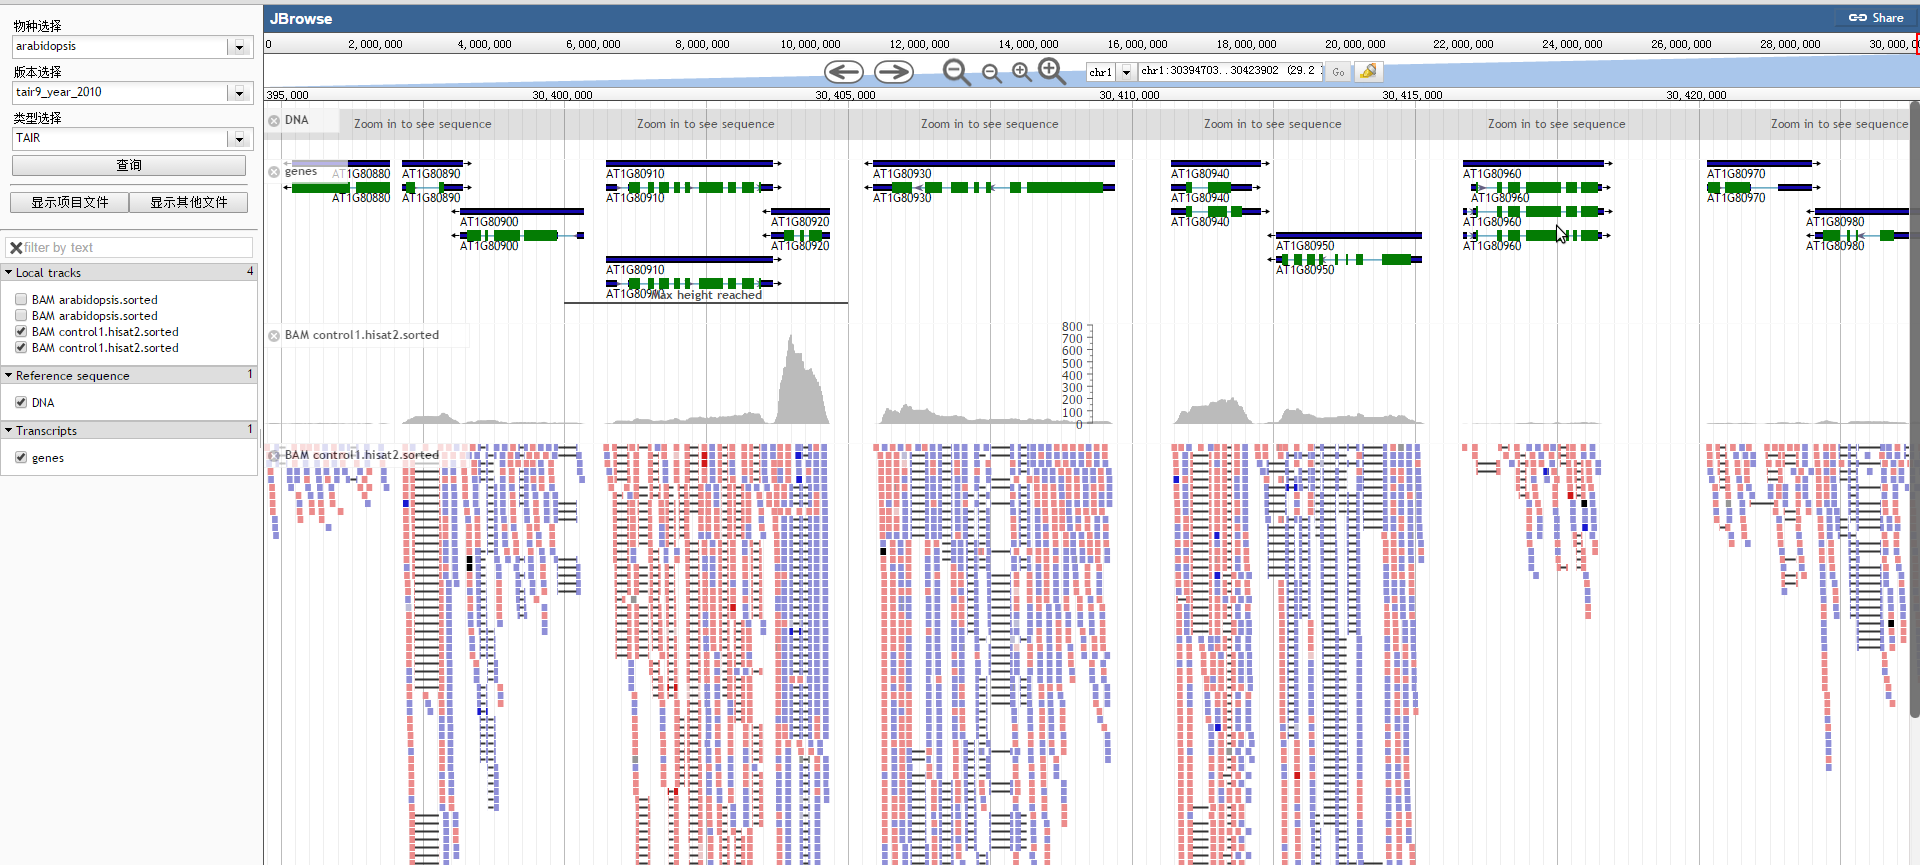 物种选择
arabidopsis
版本选择
tair9_year_2010
类型选择
TAIR
查询
显示项目文件 显示其他文件
filter by text
Local tracks 4
BAM arabidopsis.sorted
BAM arabidopsis.sorted
BAM control1.hisat2.sorted
BAM control1.hisat2.sorted
Reference sequence 1
DNA
Transcripts 1
genes
JBrowse Share
0 2,000,000 4,000,000 6,000,000 8,000,000 10,000,000 12,000,000 14,000,000 16,000,000 18,000,000 20,000,000 22,000,000 24,000,000 26,000,000 28,000,000 30,000,0
chr1 chr1:30394703..30423902 (29.2 Go
395,000 30,400,000 30,405,000 30,410,000 30,415,000 30,420,000
DNA Zoom in to see sequence Zoom in to see sequence Zoom in to see sequence Zoom in to see sequence Zoom in to see sequence Zoom in to see sequence
genes AT1G80880 AT1G80890 AT1G80910 AT1G80930 AT1G80940 AT1G80960 AT1G80970
AT1G80880 AT1G80890 AT1G80910 AT1G80930 AT1G80940 AT1G80960 AT1G80970
AT1G80900 AT1G80920 AT1G80940 AT1G80960 AT1G80980
AT1G80900 AT1G80920 AT1G80950 AT1G80960 AT1G80980
AT1G80910 AT1G80950
AT1G80910 Max height reached
BAM control1.hisat2.sorted
800
700
600
500
400
300
200
100
0
BAM control1.hisat2.sorted